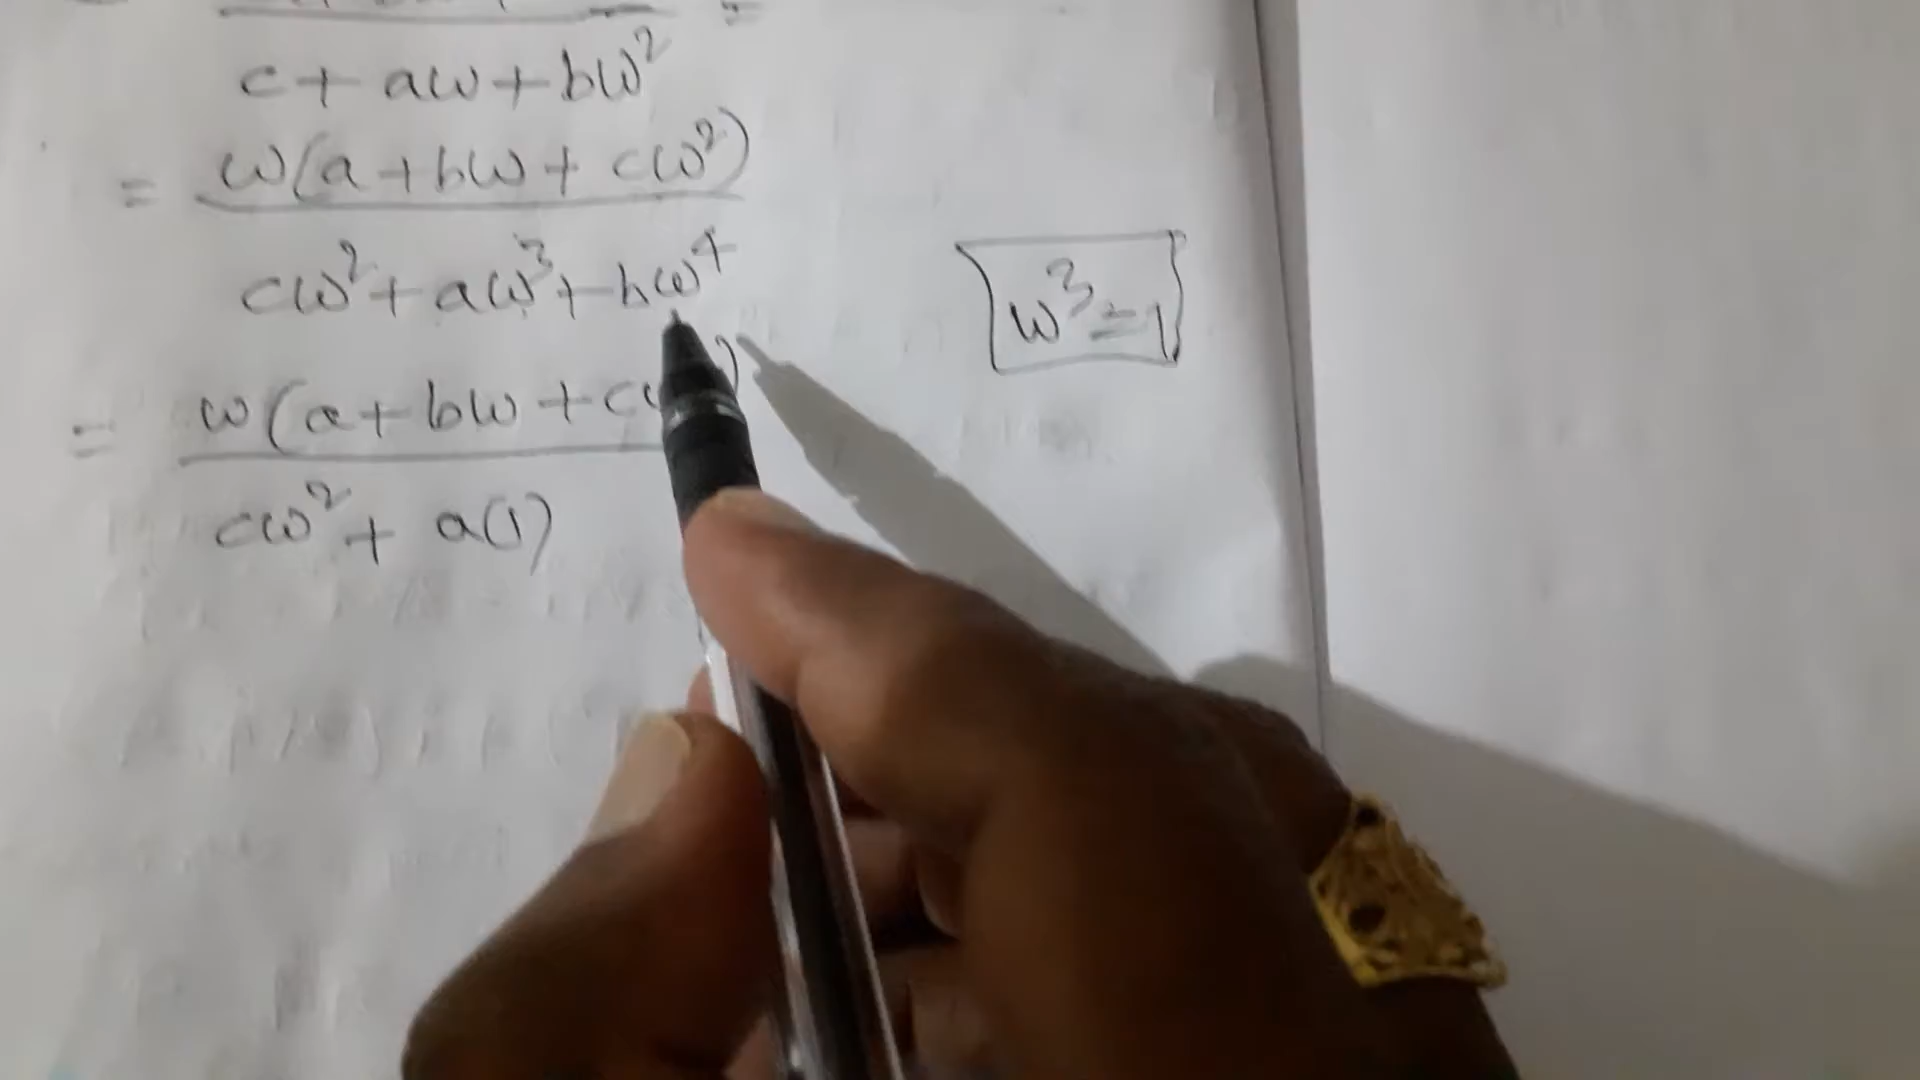 =
c + aω + bω²
= ω(a + bω + cω²)
cω² + aω³ + bω⁴
ω³ = 1
= ω(a + bω + c
cω² + a(1)